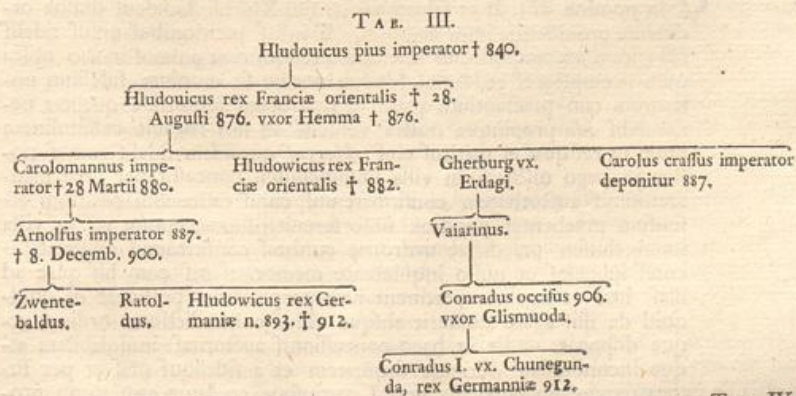 TAB. III.
Hludouicus pius imperator † 840.
Hludouicus rex Franciæ orientalis † 28.
Auguſti 876. vxor Hemma † 876.
Carolomannus impe-
rator † 28 Martii 880.
Hludowicus rex Fran-
ciæ orientalis † 882.
Gherburg vx.
Erdagi.
Carolus craſſus imperator
deponitur 887.
Arnolfus imperator 887.
† 8. Decemb. 900.
Vaiarinus.
Zwente-
baldus.
Ratol-
dus.
Hludowicus rex Ger-
maniæ n. 893. † 912.
Conradus occiſus 906.
vxor Gliſmuoda.
Conradus I. vx. Chunegun-
da, rex Germanniæ 912.